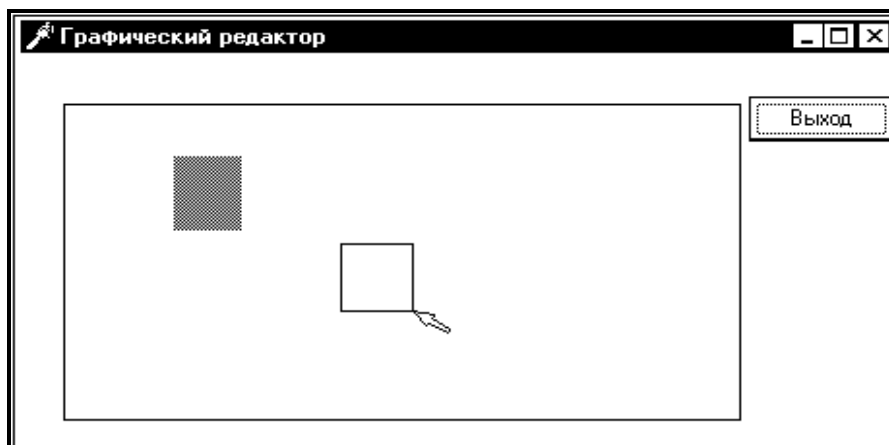 Графический редактор
Выход